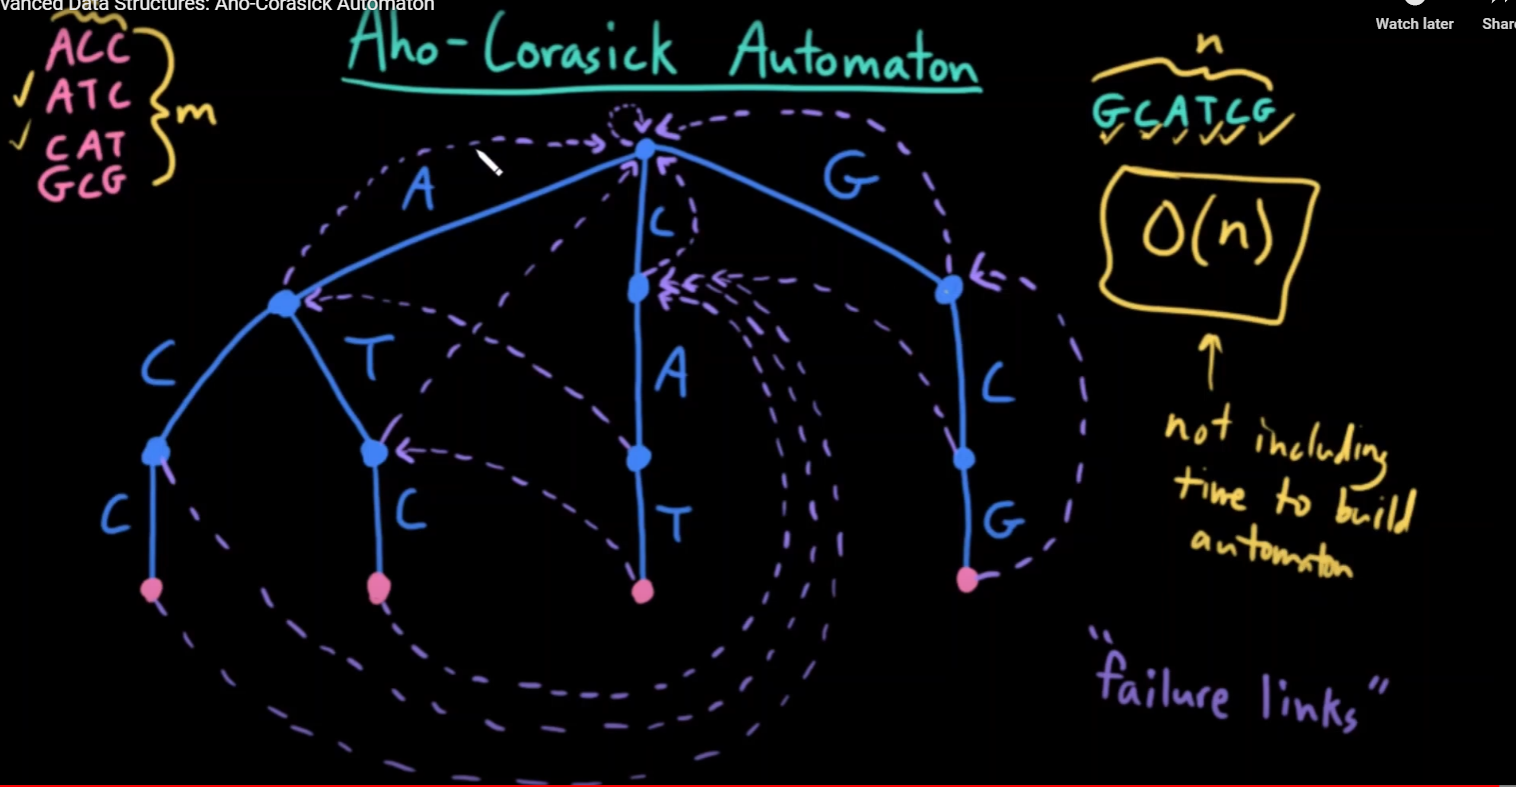 vanced Data Structures: Aho-Corasick Automaton
Watch later
Shar
Aho-Corasick Automaton
ACC
ATC
CAT
GCG
m
n
GCATCG
O(n)
not including
time to build
automaton
"failure links"
A
C
G
C
T
A
C
C
C
T
G